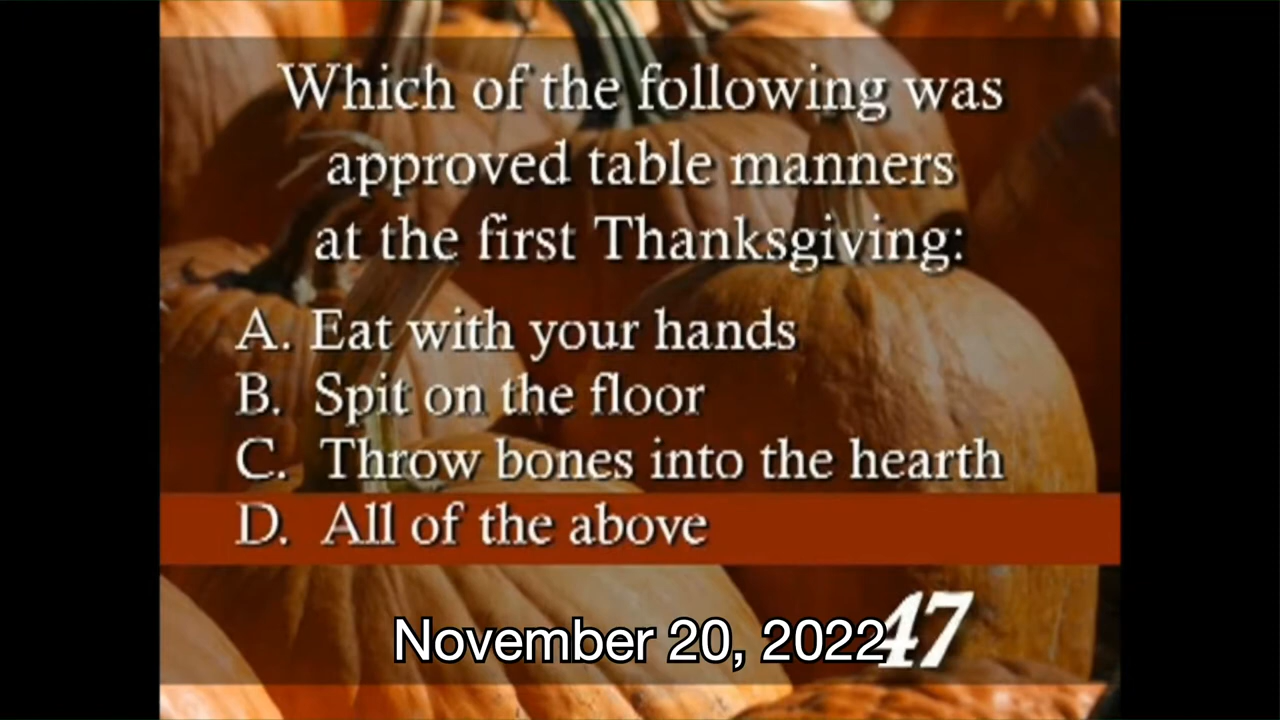 Which of the following was
approved table manners
at the first Thanksgiving:
A. Eat with your hands
B. Spit on the floor
C. Throw bones into the hearth
D. All of the above
November 20, 2022
47